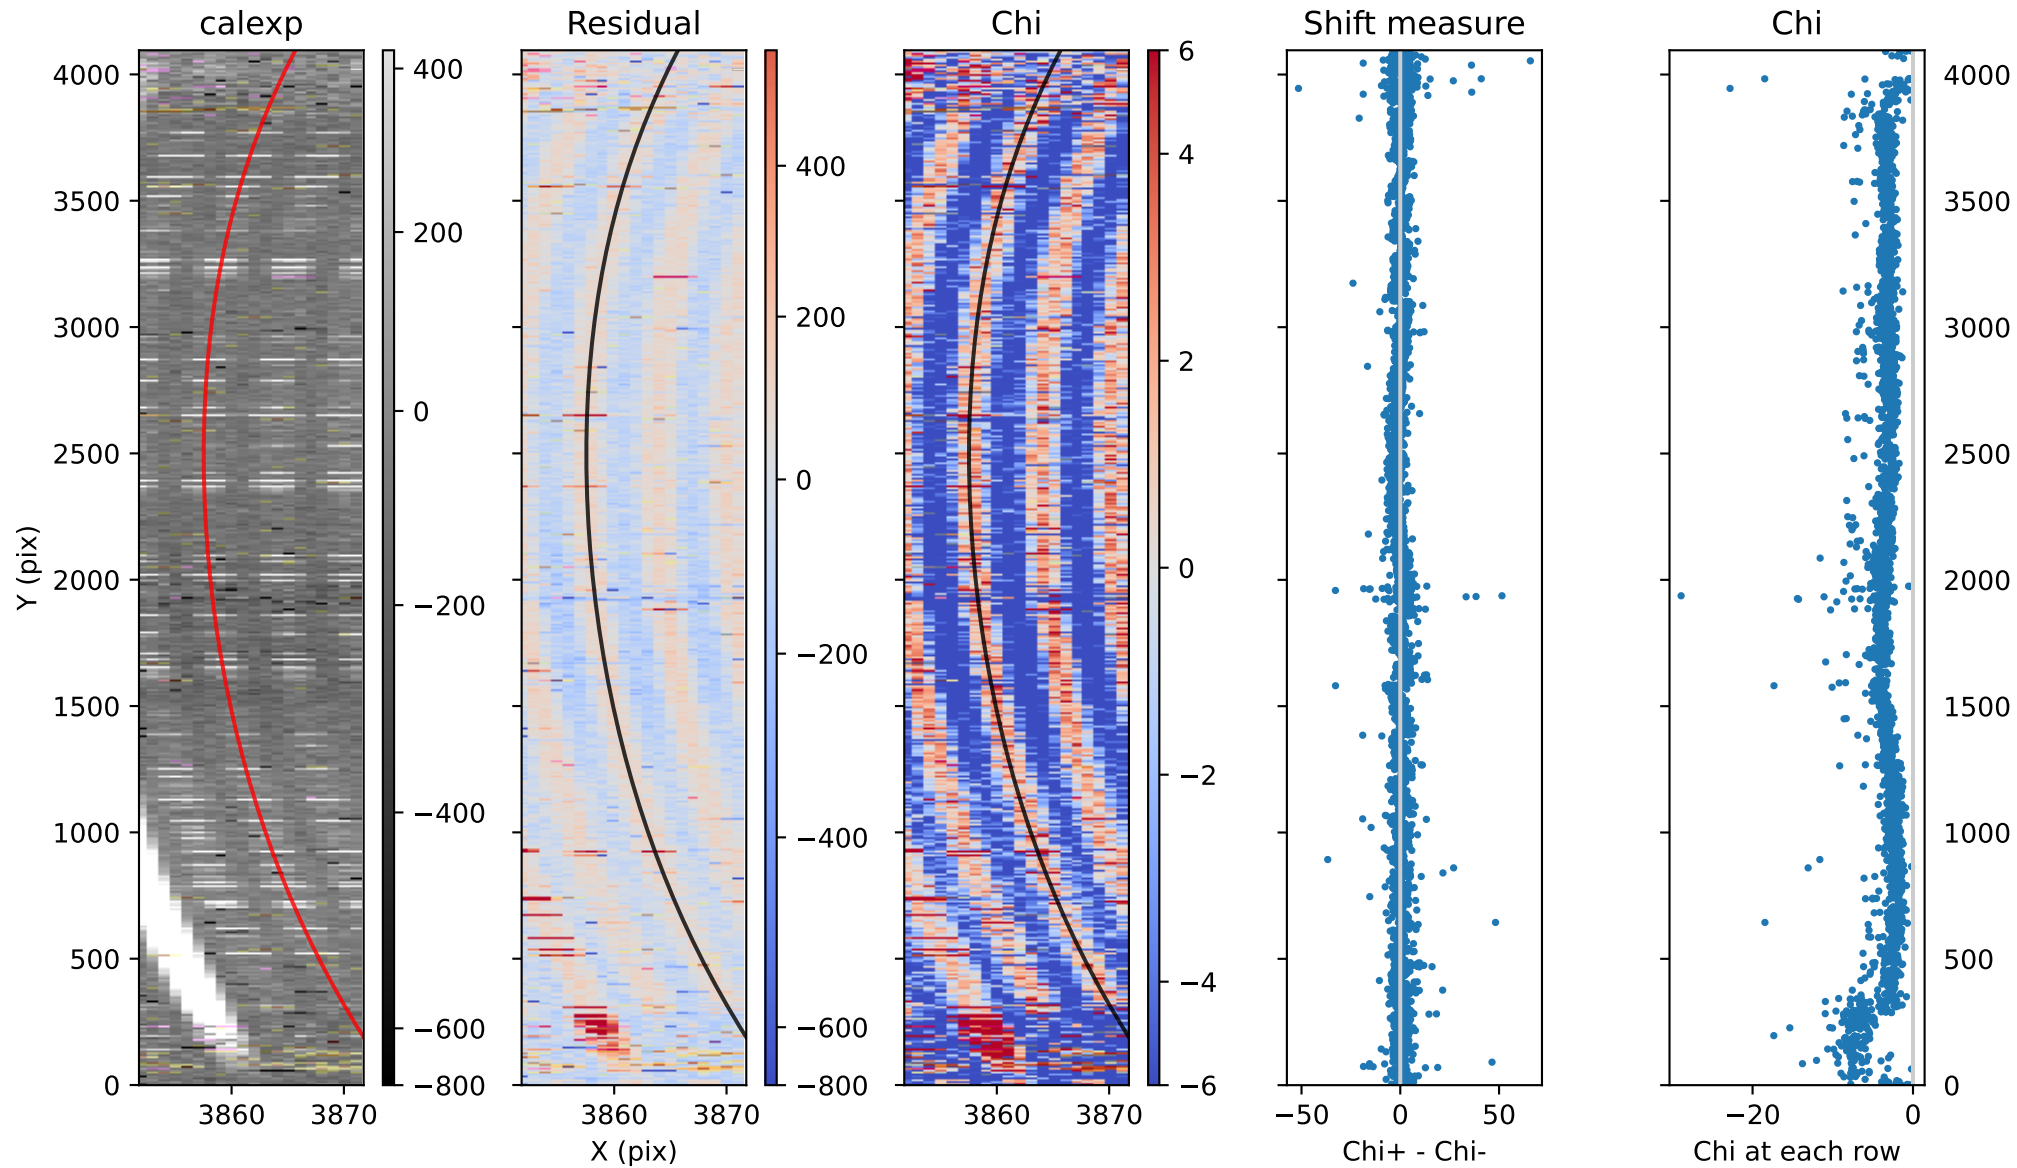 calexp Residual Chi Shift measure Chi
4000 400 6 4000
400 4
3500 200 3500
200
3000 2 3000
0
2500 0 2500
0
2000 2000
−200 −200
1500 1500
−2
1000 −400 −400 1000
500 −4 500
−600 −600
0 −800 −800 −6 0
3860 3870 3860 3870 3860 3870 −50 0 50 −20 0
Y (pix)
X (pix) Chi+ - Chi- Chi at each row